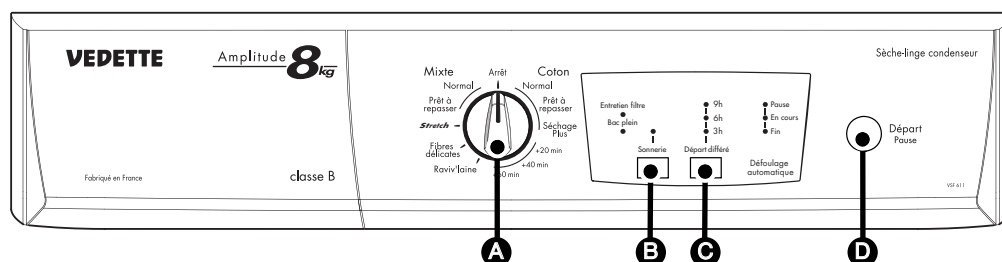 VEDETTE
Amplitude 8kg
Fabriqué en France
classe B
Mixte
Arrêt
Coton
Normal
Normal
Prêt à
repasser
Prêt à
repasser
Stretch
Séchage
Plus
Fibres
délicates
+20 min
Raviv'laine
+40 min
+60 min
Entretien filtre
Bac plein
9h
6h
3h
Pause
En cours
Fin
Sonnerie
Départ différé
Défoulage
automatique
Sèche-linge condenseur
Départ
Pause
VSF 611
A
B
C
D